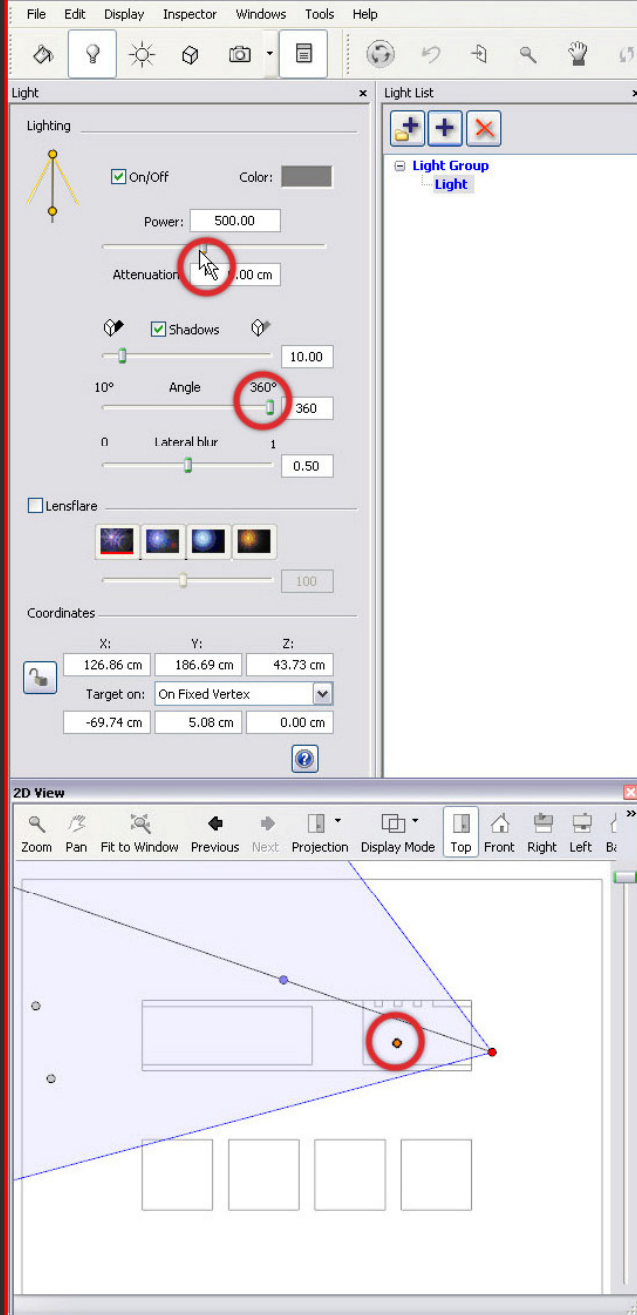 File Edit Display Inspector Windows Tools Help
Light
Light List
Lighting
Light Group
Light
On/Off Color:
Power: 500.00
Attenuation .00 cm
Shadows
10.00
10° Angle 360°
360
0 Lateral blur 1
0.50
Lensflare
100
Coordinates
X: Y: Z:
126.86 cm 186.69 cm 43.73 cm
Target on: On Fixed Vertex
-69.74 cm 5.08 cm 0.00 cm
2D View
Zoom Pan Fit to Window Previous Next Projection Display Mode Top Front Right Left